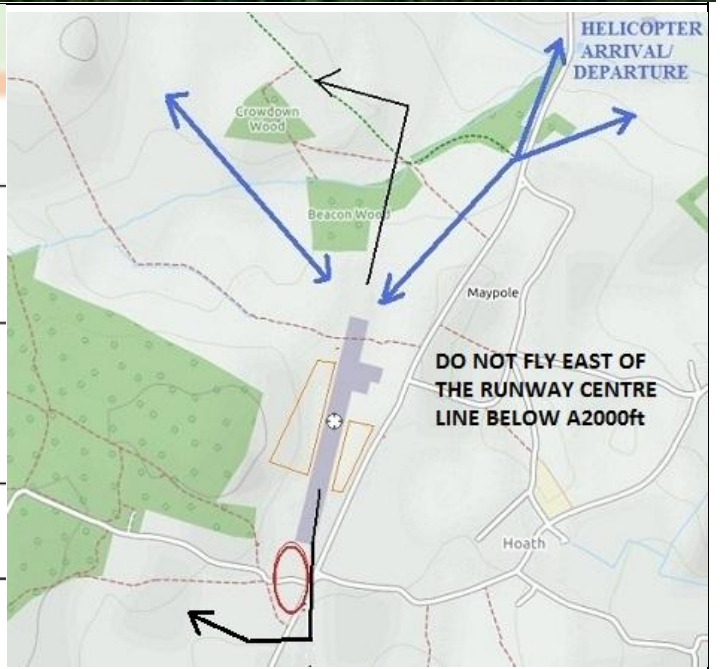 HELICOPTER
ARRIVAL/
DEPARTURE
Crowdown
Wood
Beacon Wood
Maypole
DO NOT FLY EAST OF
THE RUNWAY CENTRE
LINE BELOW A2000ft
Hoath